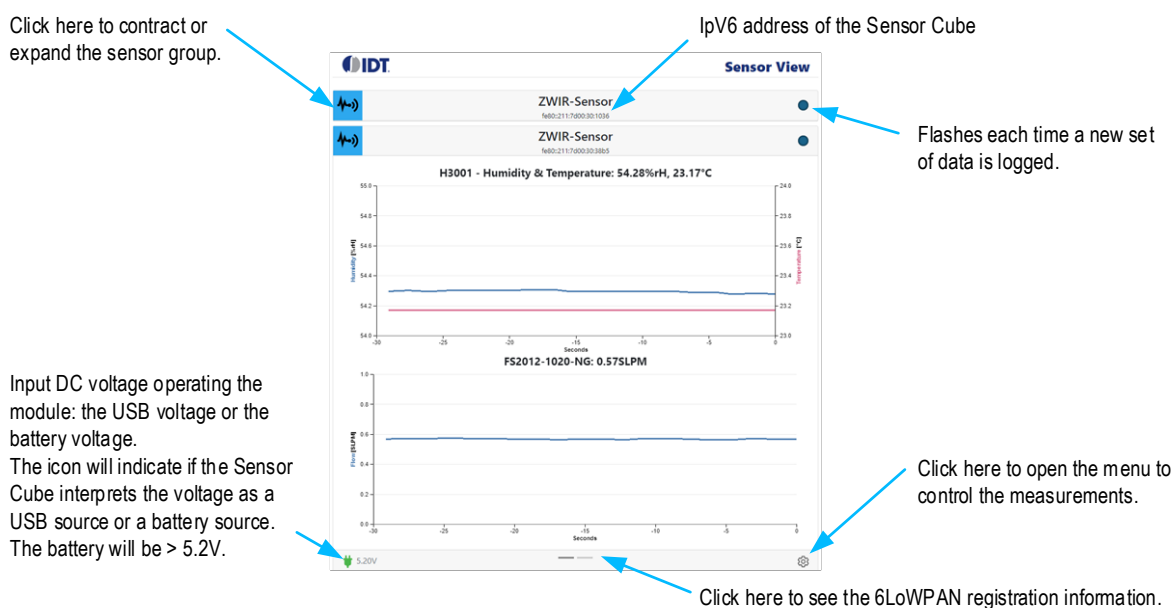 Click here to contract or
expand the sensor group.
IpV6 address of the Sensor Cube
IDT.
Sensor View
ZWIR-Sensor
fe80::211:7d00:30:1036
ZWIR-Sensor
fe80::211:7d00:30:38b5
Flashes each time a new set
of data is logged.
H3001 - Humidity & Temperature: 54.28%rH, 23.17°C
55.0
54.8
54.6
54.4
54.2
54.0
Humidity [%rH]
24.0
23.8
23.6
23.4
23.2
23.0
Temperature [°C]
-30 -25 -20 -15 -10 -5 0
Seconds
FS2012-1020-NG: 0.57SLPM
1.0
0.8
0.6
0.4
0.2
0.0
Flow [SLPM]
-30 -25 -20 -15 -10 -5 0
Seconds
Input DC voltage operating the
module: the USB voltage or the
battery voltage.
The icon will indicate if the Sensor
Cube interprets the voltage as a
USB source or a battery source.
The battery will be > 5.2V.
Click here to open the menu to
control the measurements.
5.20V
Click here to see the 6LoWPAN registration information.